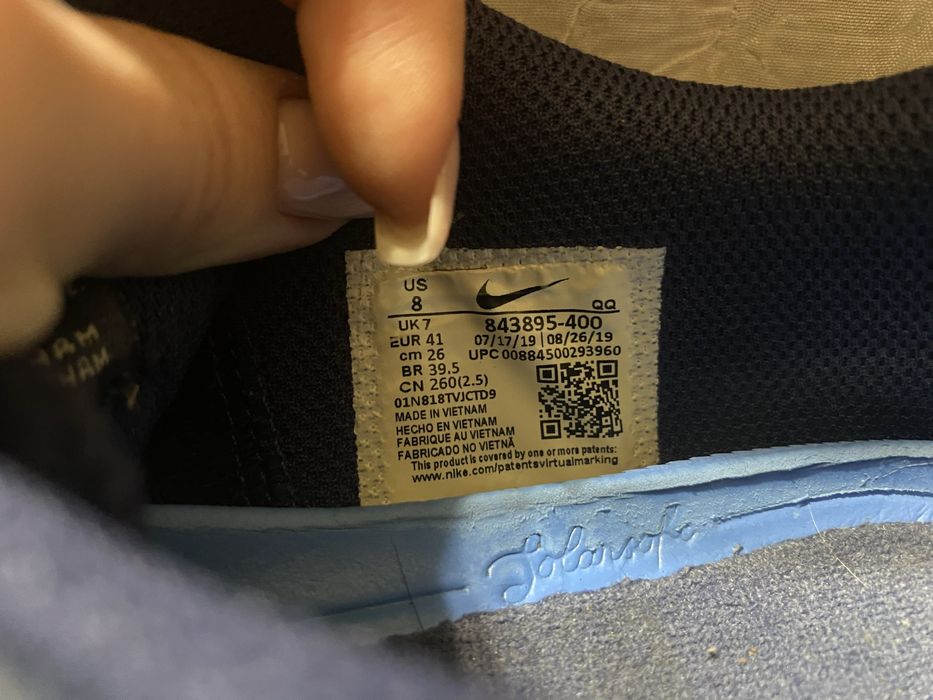 US
8
QQ
UK 7
843895-400
EUR 41
07/17/19 | 08/26/19
cm 26
UPC 00884500293960
BR 39.5
CN 260(2.5)
01N818TVJCTD9
MADE IN VIETNAM
HECHO EN VIETNAM
FABRIQUE AU VIETNAM
FABRICADO NO VIETNÃ
This product is covered by one or more patents:
www.nike.com/patentsvirtualmarking
Solarsoft